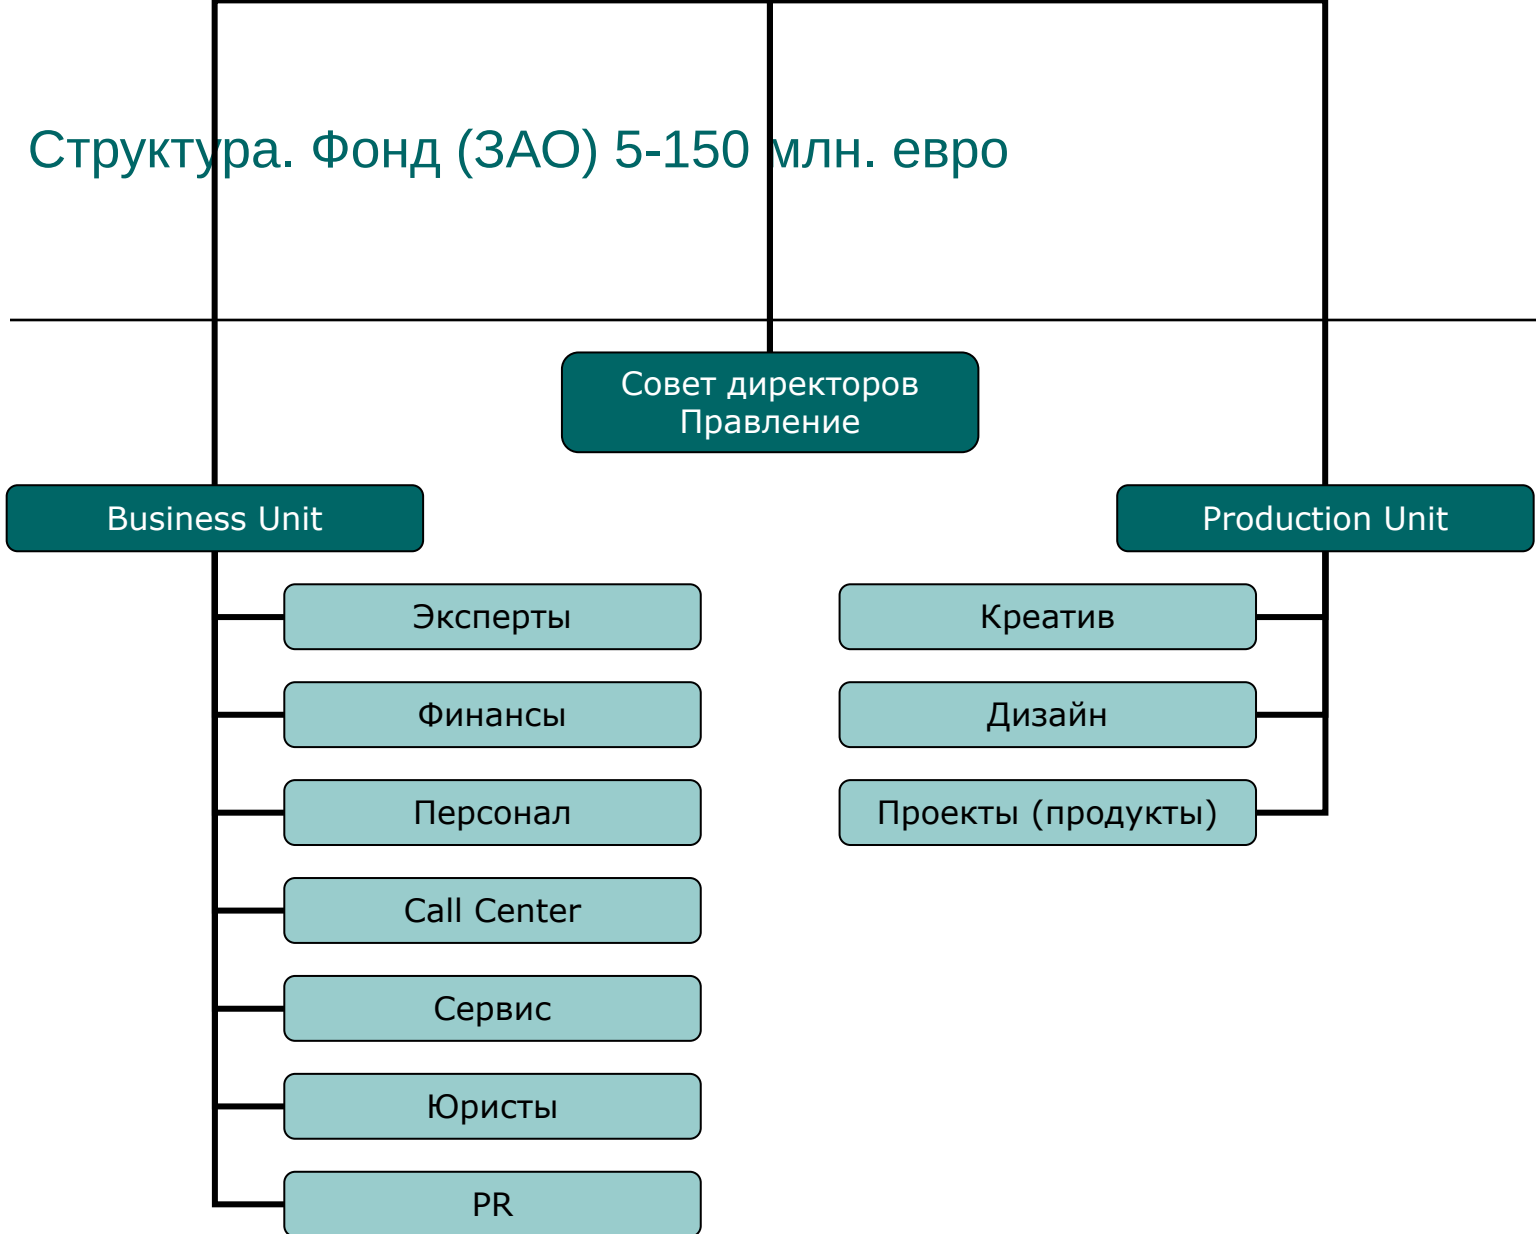 Структура. Фонд (ЗАО) 5-150 млн. евро
Совет директоров
Правление
Business Unit
Production Unit
Эксперты
Креатив
Финансы
Дизайн
Персонал
Проекты (продукты)
Call Center
Сервис
Юристы
PR